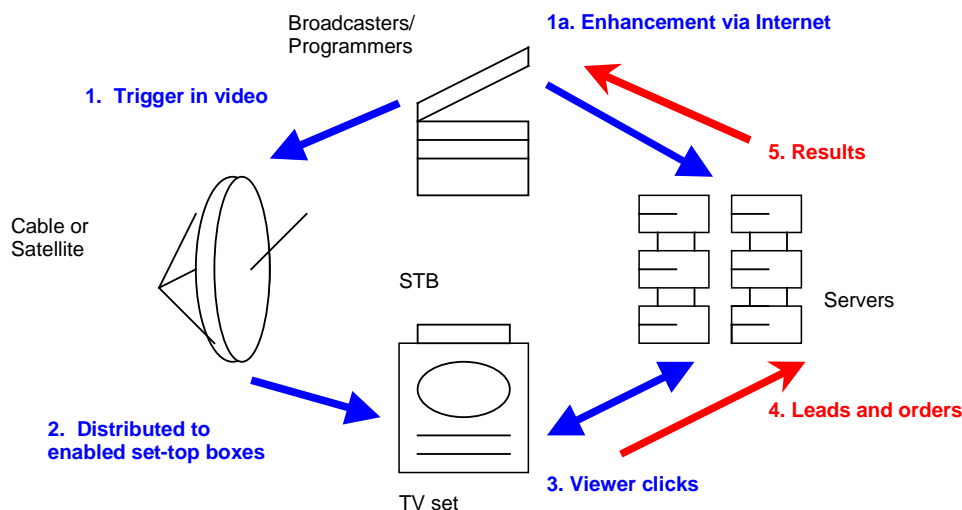 Broadcasters/
Programmers
1a. Enhancement via Internet
1. Trigger in video
5. Results
Cable or
Satellite
STB
Servers
2. Distributed to
enabled set-top boxes
4. Leads and orders
3. Viewer clicks
TV set